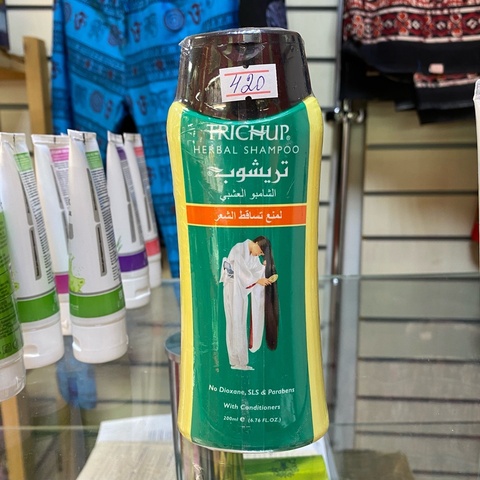 420
TRICHUP®
HERBAL SHAMPOO
تريشوب
الشامبو العشبي
لمنع تساقط الشعر
No Dioxane, SLS & Parabens
With Conditioners
200ml ℮ (6.76 FL.OZ.)